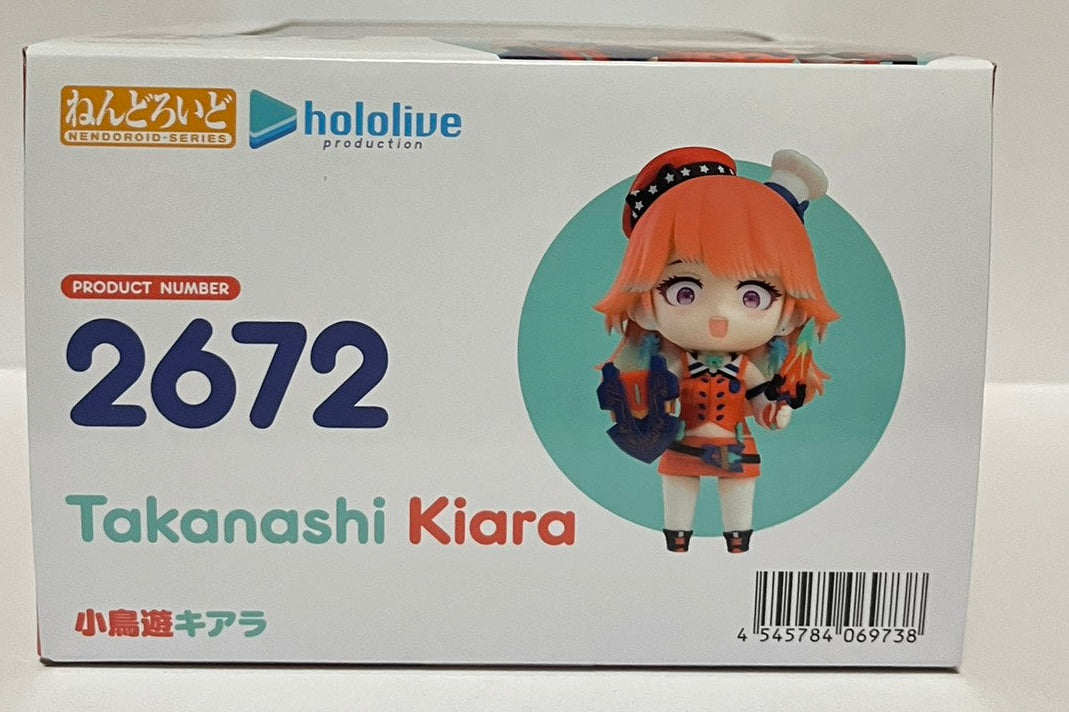 ねんどろいど
NENDOROID-SERIES
hololive
production
PRODUCT NUMBER
2672
Takanashi Kiara
小鳥遊キアラ
4 545784 069738